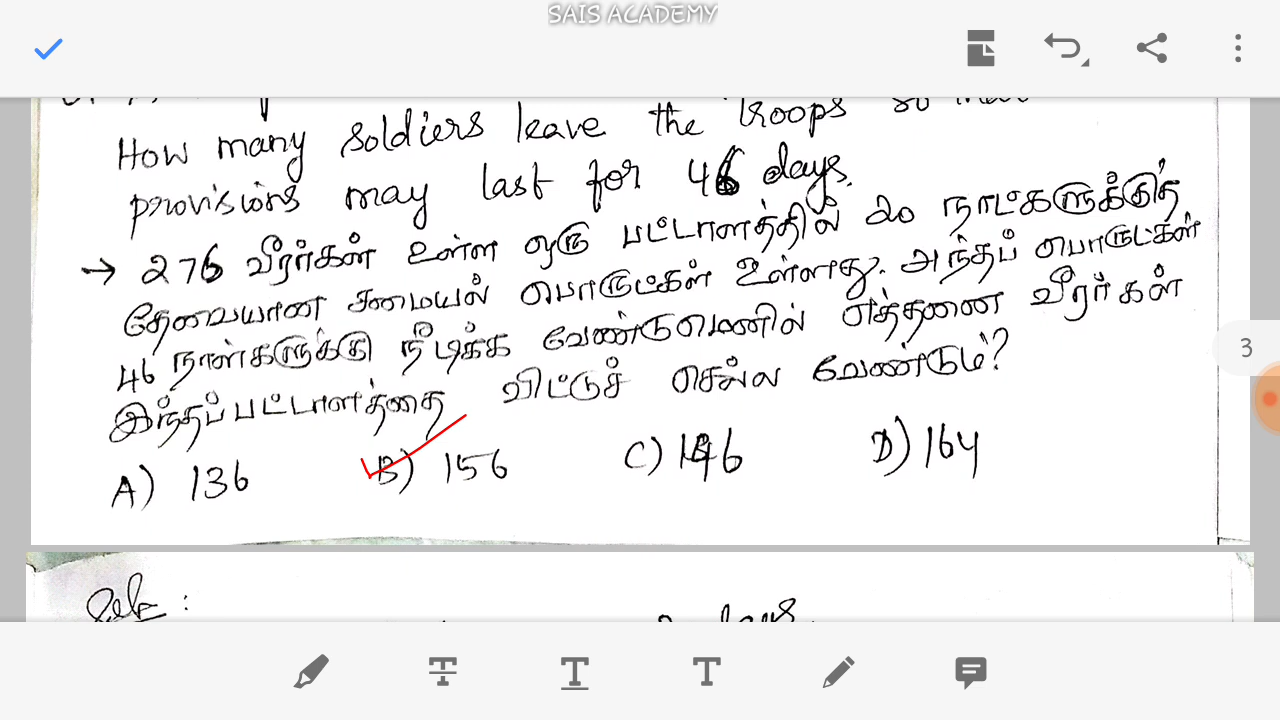 SAIS ACADEMY
How many soldiers leave the troops so that
provisions may last for 46 days.
→ 276 வீரர்கள் உள்ள ஒரு பட்டாளத்தில் 20 நாட்களுக்குத்
தேவையான சமையல் பொருட்கள் உள்ளது. அந்தப் பொருட்கள்
46 நாள்களுக்கு நீடிக்க வேண்டுமெனில் எத்தனை வீரர்கள்
இந்தப்பட்டாளத்தை விட்டுச் செல்ல வேண்டும்?
A) 136 B) 156 C) 146 D) 164
3
Sol :
days
T T T